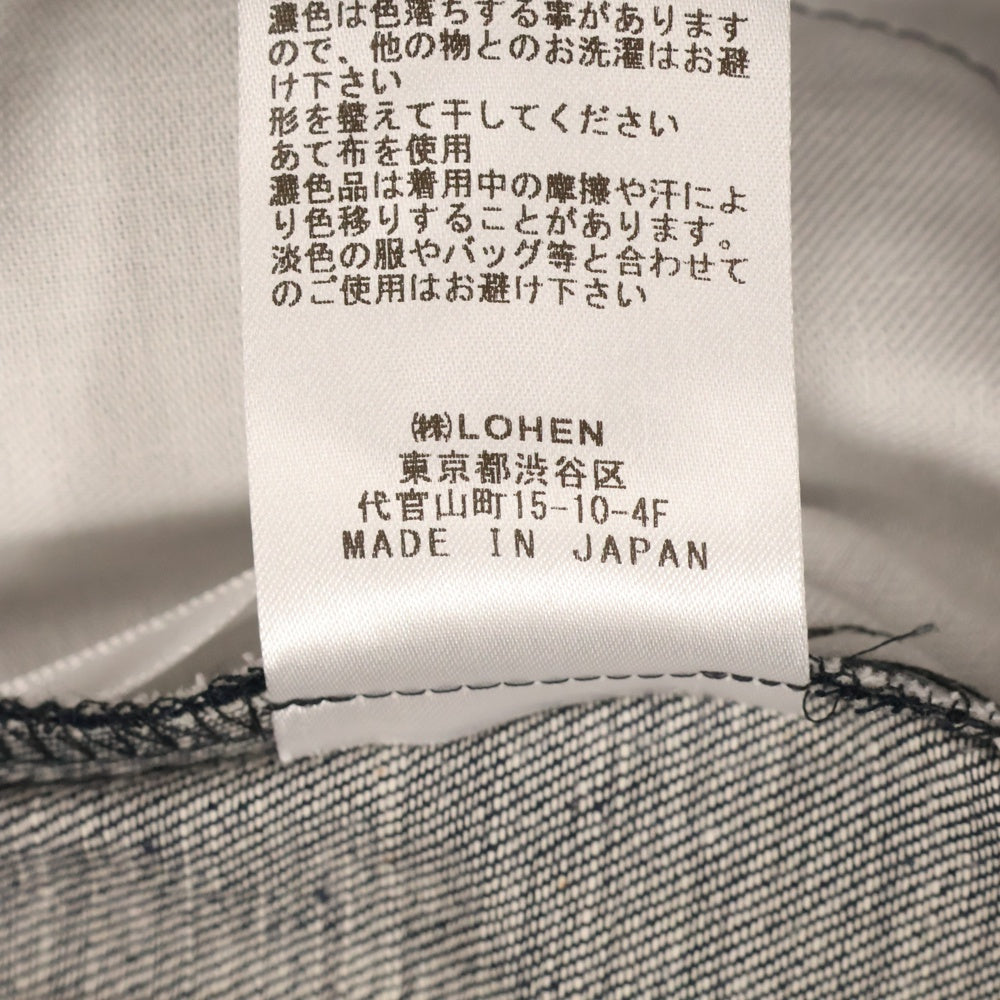 濃色は色落ちする事があります
ので、他の物とのお洗濯はお避
け下さい
形を整えて干してください
あて布を使用
濃色品は着用中の摩擦や汗によ
り色移りすることがあります。
淡色の服やバッグ等と合わせて
のご使用はお避け下さい
㈱LOHEN
東京都渋谷区
代官山町15-10-4F
MADE IN JAPAN